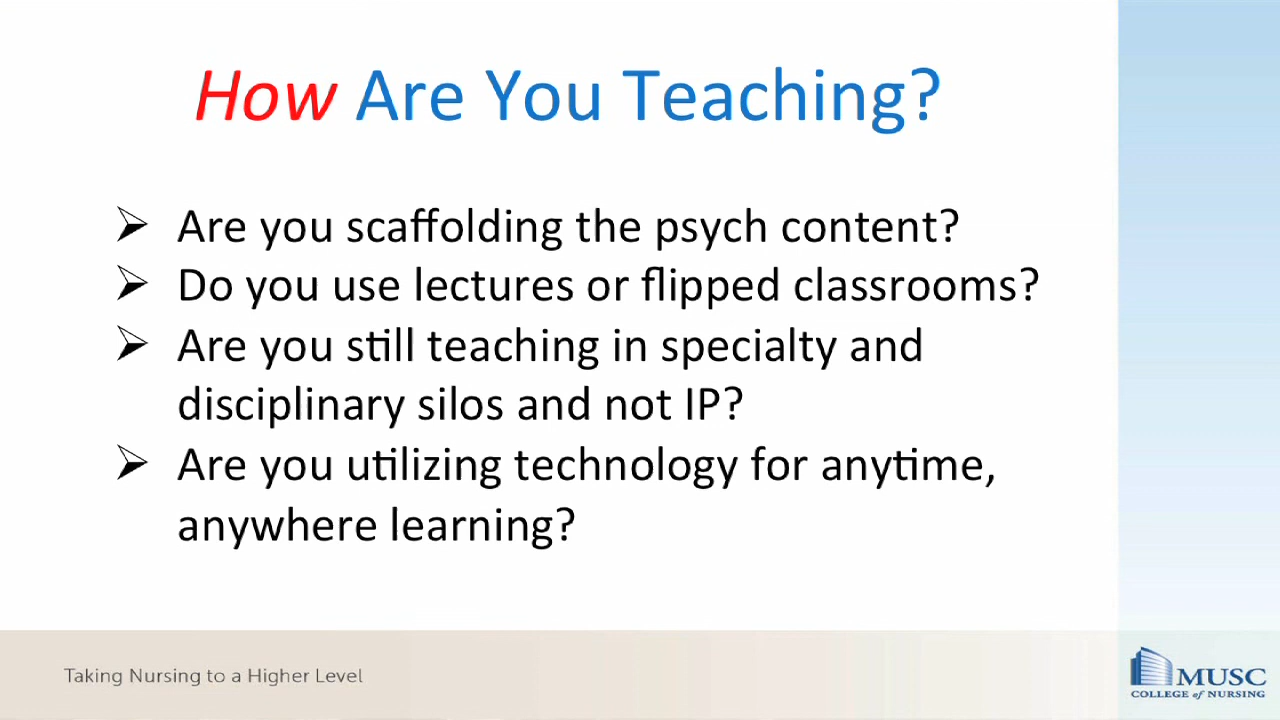 How Are You Teaching?
Are you scaffolding the psych content?
Do you use lectures or flipped classrooms?
Are you still teaching in specialty and
disciplinary silos and not IP?
Are you utilizing technology for anytime,
anywhere learning?
Taking Nursing to a Higher Level
MUSC
COLLEGE of NURSING